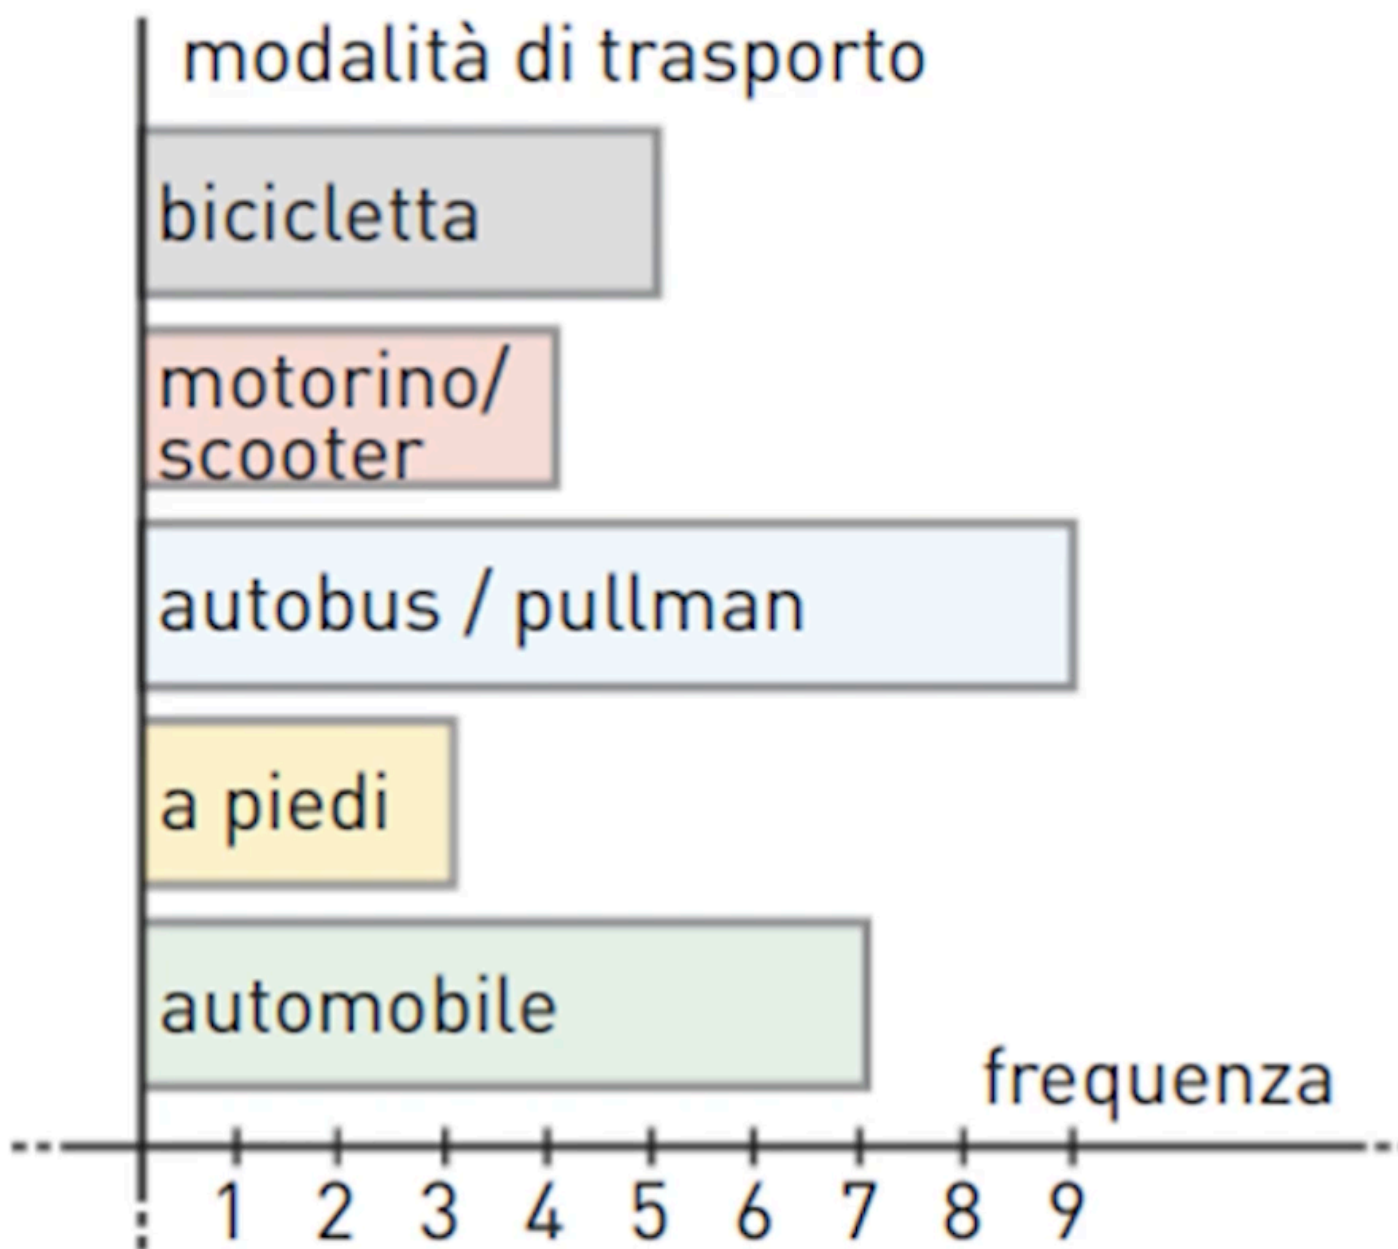 modalità di trasporto
bicicletta
motorino/
scooter
autobus / pullman
a piedi
automobile
frequenza
1 2 3 4 5 6 7 8 9